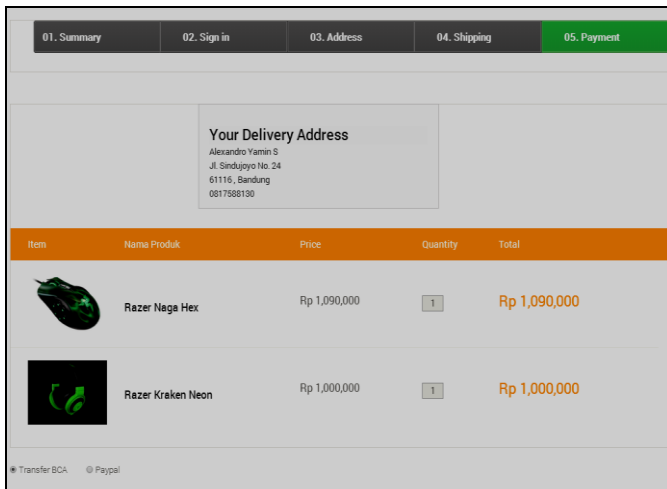 01. Summary 02. Sign in 03. Address 04. Shipping 05. Payment
Your Delivery Address
Alexandro Yamin S
Jl. Sindujoyo No. 24
61116 , Bandung
0817588130
Item Nama Produk Price Quantity Total
Razer Naga Hex Rp 1,090,000 1 Rp 1,090,000
Razer Kraken Neon Rp 1,000,000 1 Rp 1,000,000
Transfer BCA Paypal